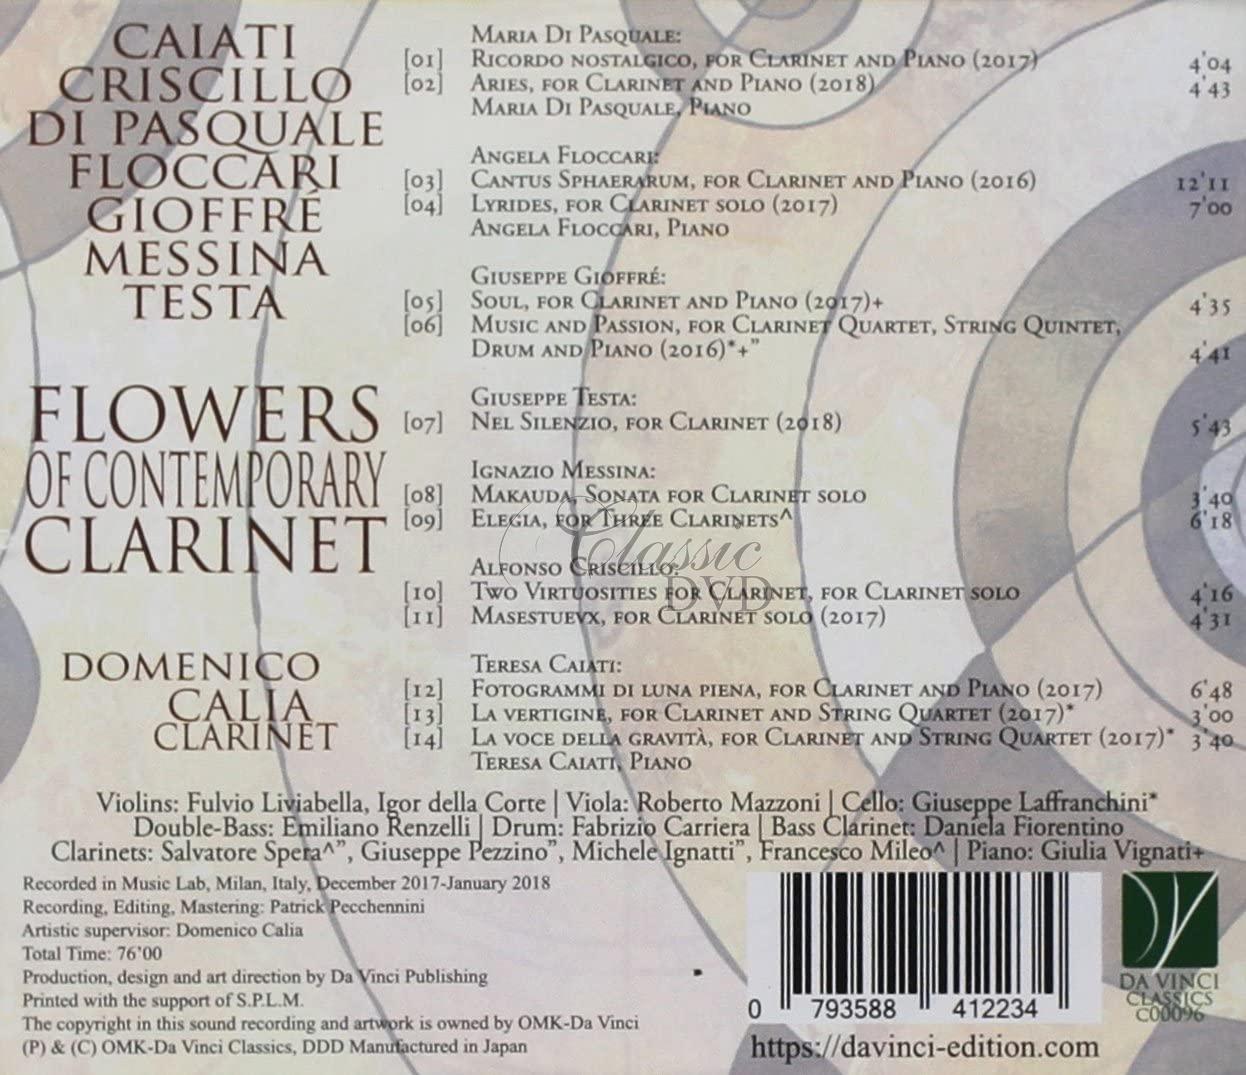 CAIATI
CRISCILLO
DI PASQUALE
FLOCCARI
GIOFFRÉ
MESSINA
TESTA
FLOWERS
OF CONTEMPORARY
CLARINET
DOMENICO
CALIA
CLARINET
MARIA DI PASQUALE:
[01] RICORDO NOSTALGICO, FOR CLARINET AND PIANO (2017) 4'04
[02] ARIES, FOR CLARINET AND PIANO (2018) 4'43
MARIA DI PASQUALE, PIANO
ANGELA FLOCCARI:
[03] CANTUS SPHAERARUM, FOR CLARINET AND PIANO (2016) 12'11
[04] LYRIDES, FOR CLARINET SOLO (2017) 7'00
ANGELA FLOCCARI, PIANO
GIUSEPPE GIOFFRÉ:
[05] SOUL, FOR CLARINET AND PIANO (2017)+ 4'35
[06] MUSIC AND PASSION, FOR CLARINET QUARTET, STRING QUINTET,
DRUM AND PIANO (2016)*+" 4'41
GIUSEPPE TESTA:
[07] NEL SILENZIO, FOR CLARINET (2018) 5'43
IGNAZIO MESSINA:
[08] MAKAUDA, SONATA FOR CLARINET SOLO 3'40
[09] ELEGIA, FOR THREE CLARINETS^ 6'18
Classic
DVD
ALFONSO CRISCILLO:
[10] TWO VIRTUOSITIES FOR CLARINET, FOR CLARINET SOLO 4'16
[11] MASESTUEVX, FOR CLARINET SOLO (2017) 4'31
TERESA CAIATI:
[12] FOTOGRAMMI DI LUNA PIENA, FOR CLARINET AND PIANO (2017) 6'48
[13] LA VERTIGINE, FOR CLARINET AND STRING QUARTET (2017)* 3'00
[14] LA VOCE DELLA GRAVITÀ, FOR CLARINET AND STRING QUARTET (2017)* 3'40
TERESA CAIATI, PIANO
Violins: Fulvio Liviabella, Igor della Corte | Viola: Roberto Mazzoni | Cello: Giuseppe Laffranchini*
Double-Bass: Emiliano Renzelli | Drum: Fabrizio Carriera | Bass Clarinet: Daniela Fiorentino
Clarinets: Salvatore Spera^", Giuseppe Pezzino", Michele Ignatti", Francesco Mileo^ | Piano: Giulia Vignati+
Recorded in Music Lab, Milan, Italy, December 2017-January 2018
Recording, Editing, Mastering: Patrick Pecchennini
Artistic supervisor: Domenico Calia
Total Time: 76'00
Production, design and art direction by Da Vinci Publishing
Printed with the support of S.P.L.M.
The copyright in this sound recording and artwork is owned by OMK-Da Vinci
(P) & (C) OMK-Da Vinci Classics, DDD Manufactured in Japan
0 793588 412234
https://davinci-edition.com
DA VINCI
CLASSICS
C00096